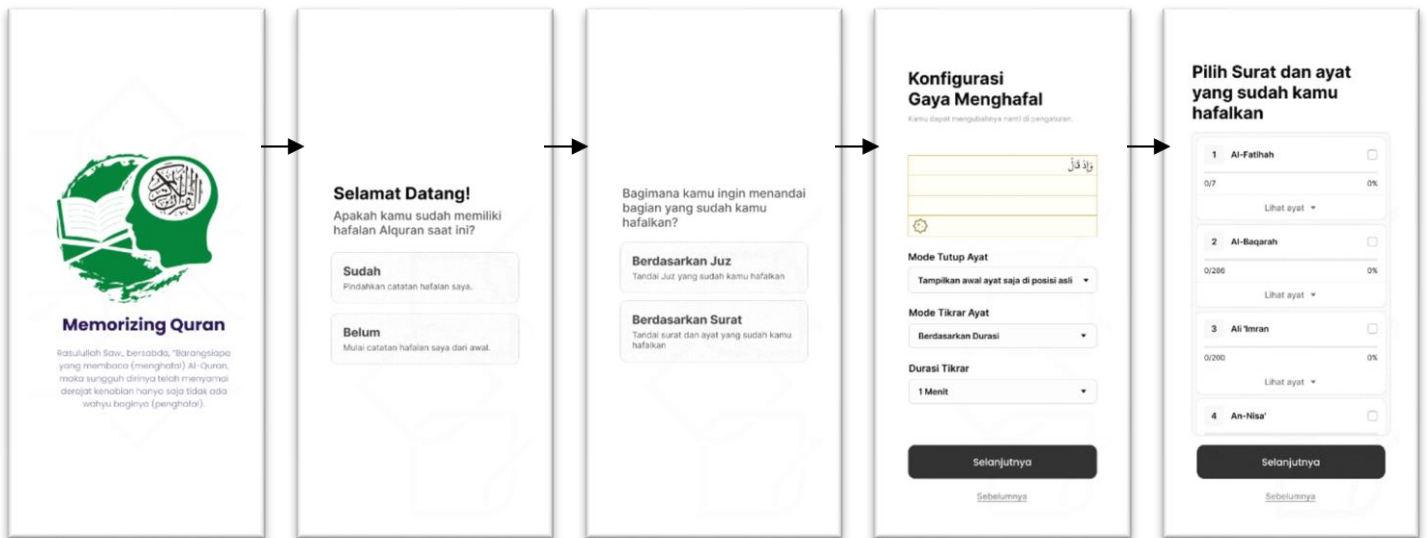 Memorizing Quran
Rasulullah Saw., bersabda, "Barangsiapa
yang membaca (menghafal) Al-Quran,
maka sungguh dirinya telah menyamai
derajat kenabian hanya saja tidak ada
wahyu baginya (penghafal).
Selamat Datang!
Apakah kamu sudah memiliki
hafalan Alquran saat ini?
Sudah
Pindahkan catatan hafalan saya.
Belum
Mulai catatan hafalan saya dari awal.
Bagimana kamu ingin menandai
bagian yang sudah kamu
hafalkan?
Berdasarkan Juz
Tandai Juz yang sudah kamu hafalkan
Berdasarkan Surat
Tandai surat dan ayat yang sudah kamu
hafalkan
Konfigurasi
Gaya Menghafal
Kamu dapat mengubahnya nanti di pengaturan.
وَإِذْ قَالَ
Mode Tutup Ayat
Tampilkan awal ayat saja di posisi asli
Mode Tikrar Ayat
Berdasarkan Durasi
Durasi Tikrar
1 Menit
Selanjutnya
Sebelumnya
Pilih Surat dan ayat
yang sudah kamu
hafalkan
1 Al-Fatihah
0/7 0%
Lihat ayat
2 Al-Baqarah
0/286 0%
Lihat ayat
3 Ali 'Imran
0/200 0%
Lihat ayat
4 An-Nisa'
Selanjutnya
Sebelumnya